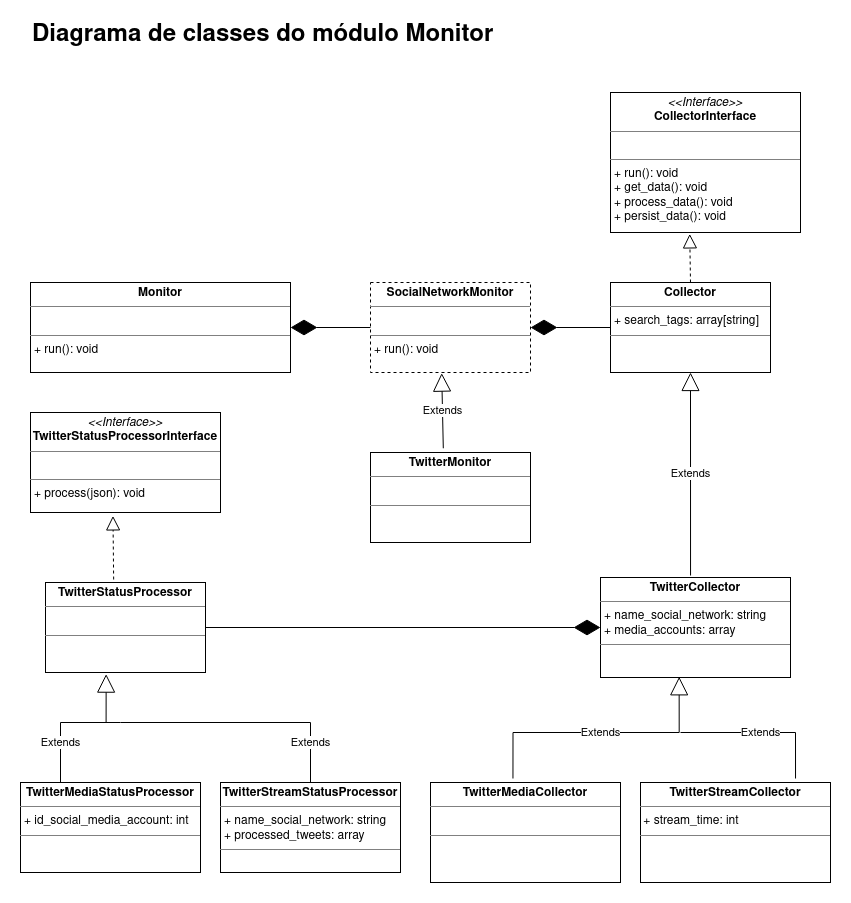 Diagrama de classes do módulo Monitor
<<Interface>>
CollectorInterface
+ run(): void
+ get_data(): void
+ process_data(): void
+ persist_data(): void
Monitor
+ run(): void
SocialNetworkMonitor
+ run(): void
Collector
+ search_tags: array[string]
<<Interface>>
TwitterStatusProcessorInterface
+ process(json): void
Extends
TwitterMonitor
Extends
TwitterStatusProcessor
TwitterCollector
+ name_social_network: string
+ media_accounts: array
Extends
Extends
Extends
Extends
TwitterMediaStatusProcessor
+ id_social_media_account: int
TwitterStreamStatusProcessor
+ name_social_network: string
+ processed_tweets: array
TwitterMediaCollector
TwitterStreamCollector
+ stream_time: int